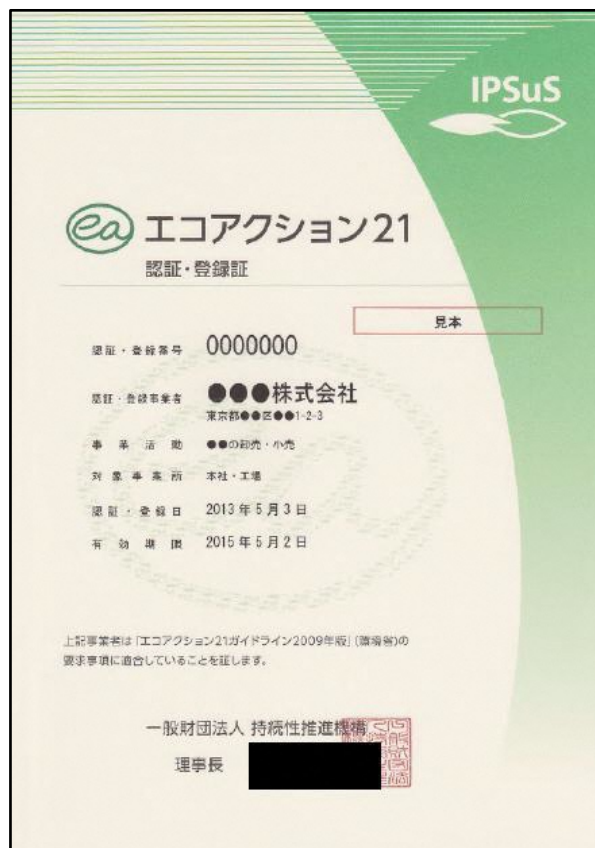 IPSuS
ea エコアクション21
認証・登録証
見本
認証・登録番号 0000000
認証・登録事業者 ●●●株式会社
東京都●●区●●1-2-3
事業活動 ●●の卸売・小売
対象事業所 本社・工場
認証・登録日 2013年5月3日
有効期限 2015年5月2日
上記事業者は「エコアクション21ガイドライン2009年版」(環境省)の
要求事項に適合していることを証します。
一般財団法人 持続性推進機構
理事長